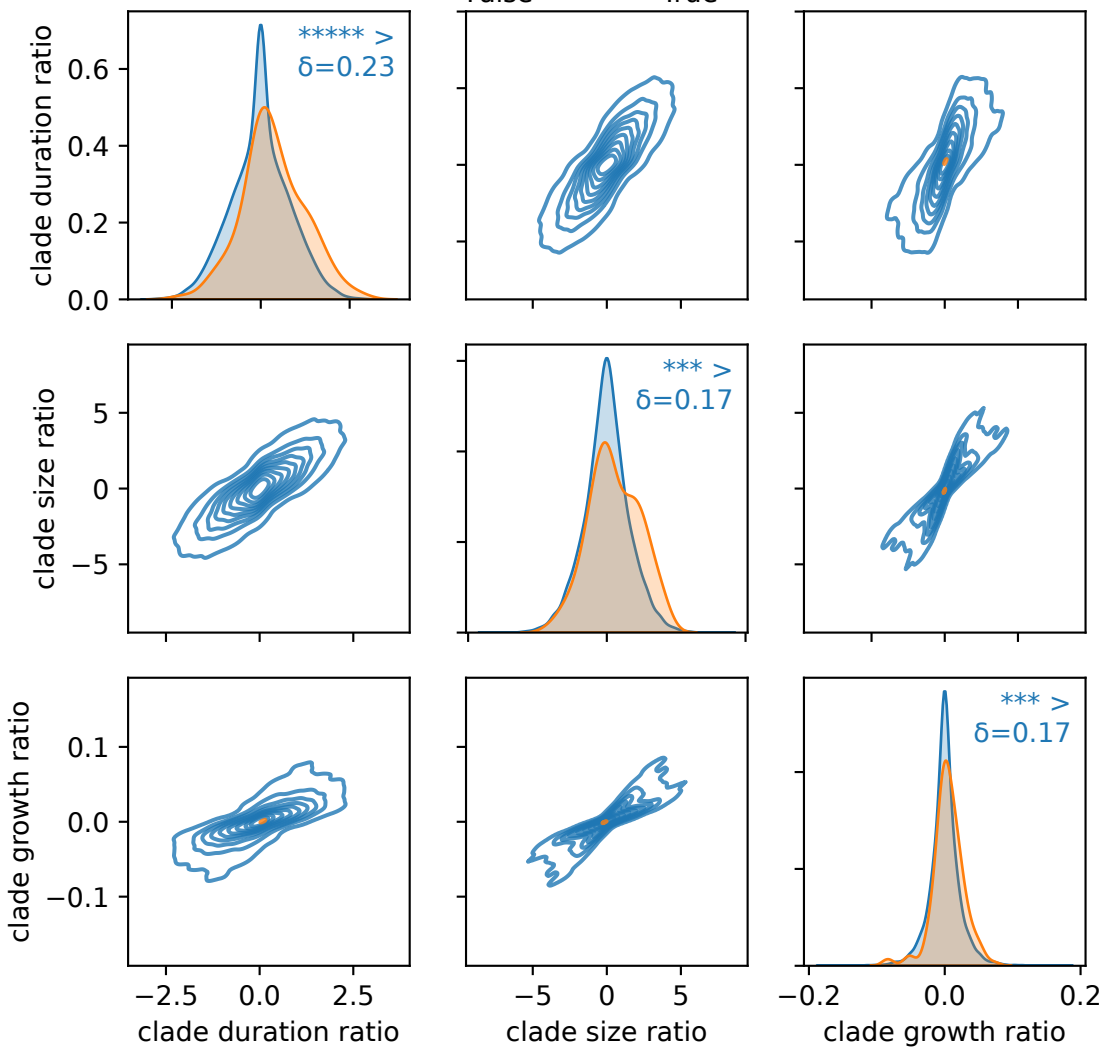 0.6
0.4
0.2
0.0
clade duration ratio
***** >
δ=0.23
5
0
−5
clade size ratio
*** >
δ=0.17
0.1
0.0
−0.1
clade growth ratio
*** >
δ=0.17
−2.5 0.0 2.5
−5 0 5
−0.2 0.0 0.2
clade duration ratio
clade size ratio
clade growth ratio